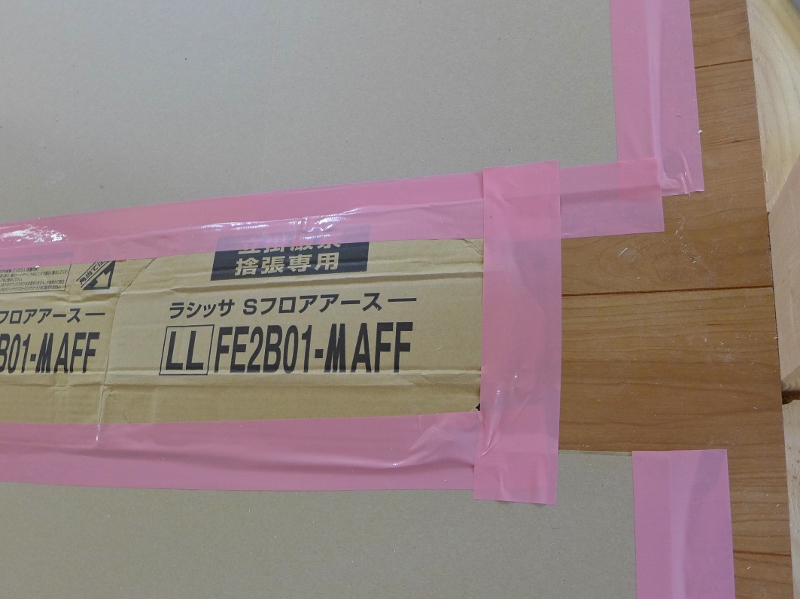 捨張専用
ラシッサ Sフロアアース
LL FE2B01-MAFF
フロアアース
B01-MAFF